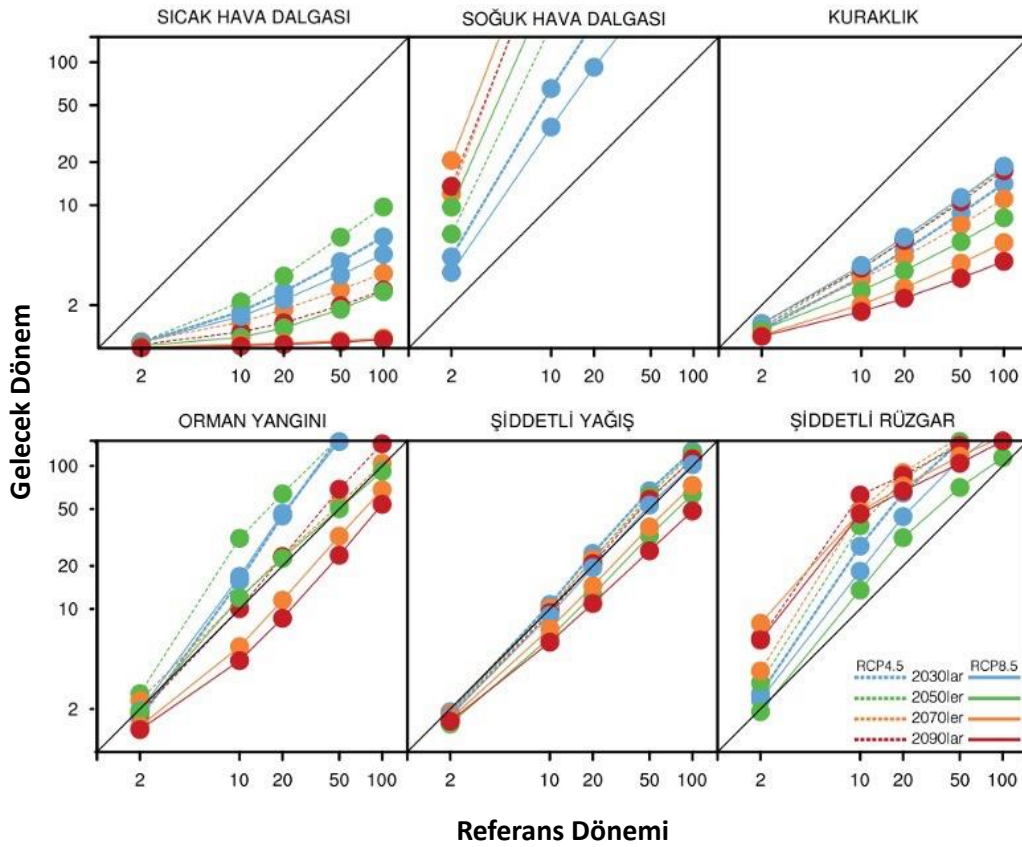 SICAK HAVA DALGASI SOĞUK HAVA DALGASI KURAKLIK
100
50
20
10
2
2 10 20 50 100 2 10 20 50 100 2 10 20 50 100
Gelecek Dönem
ORMAN YANGINI ŞİDDETLİ YAĞIŞ ŞİDDETLİ RÜZGAR
100
50
20
10
2
RCP4.5 RCP8.5
2030lar
2050ler
2070ler
2090lar
2 10 20 50 100 2 10 20 50 100 2 10 20 50 100
Referans Dönemi